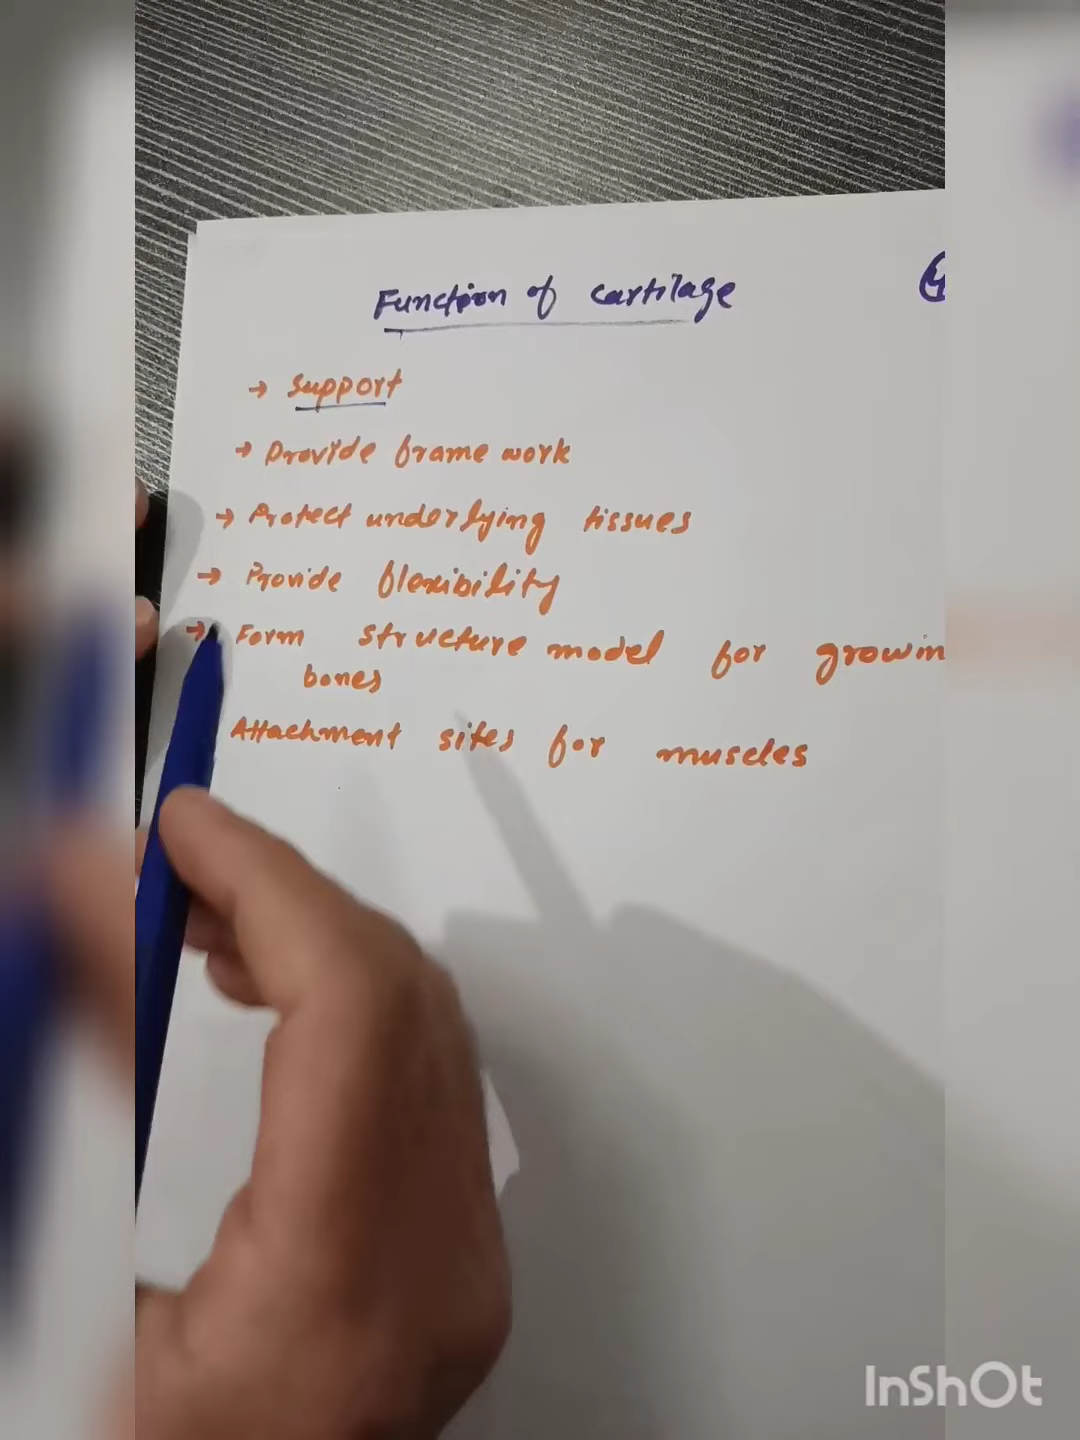 Function of cartilage
→ Support
→ Provide frame work
→ Protect underlying tissues
→ Provide flexibility
→ Form structure model for growin
bones
Attachment sites for muscles
InShOt